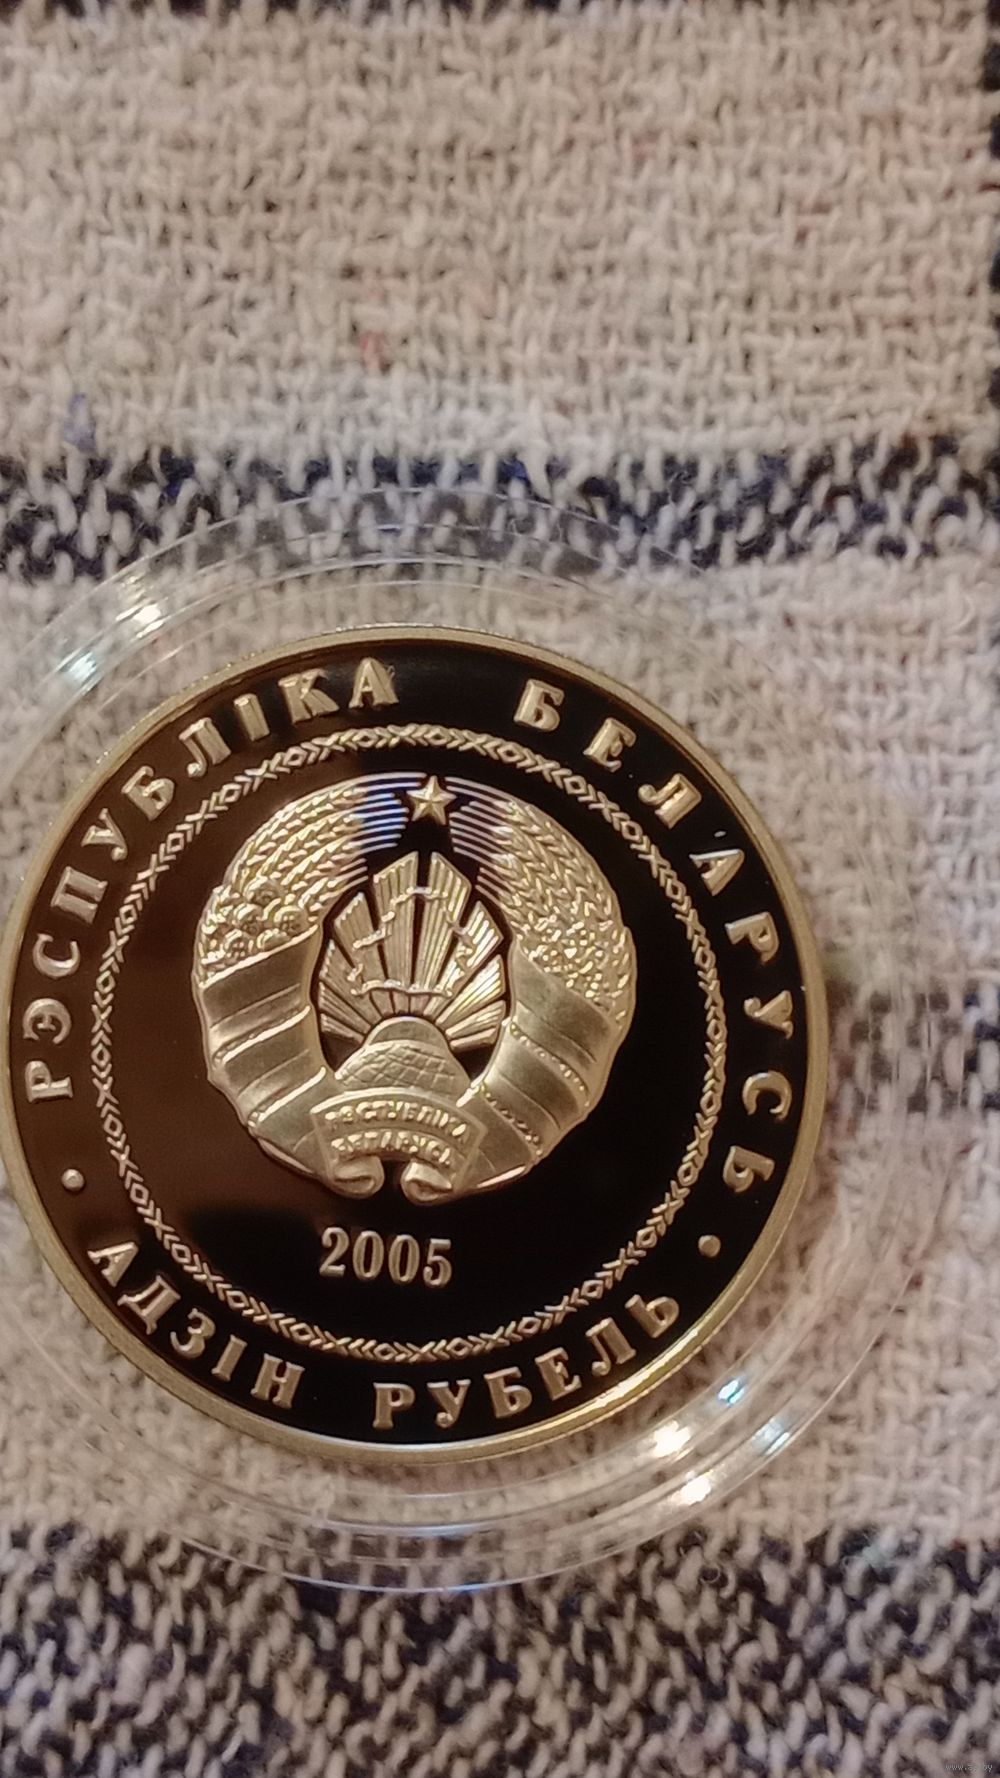 РЭСПУБЛІКА БЕЛАРУСЬ
РЭСПУБЛІКА
БЕЛАРУСЬ
2005
АДЗІН РУБЕЛЬ